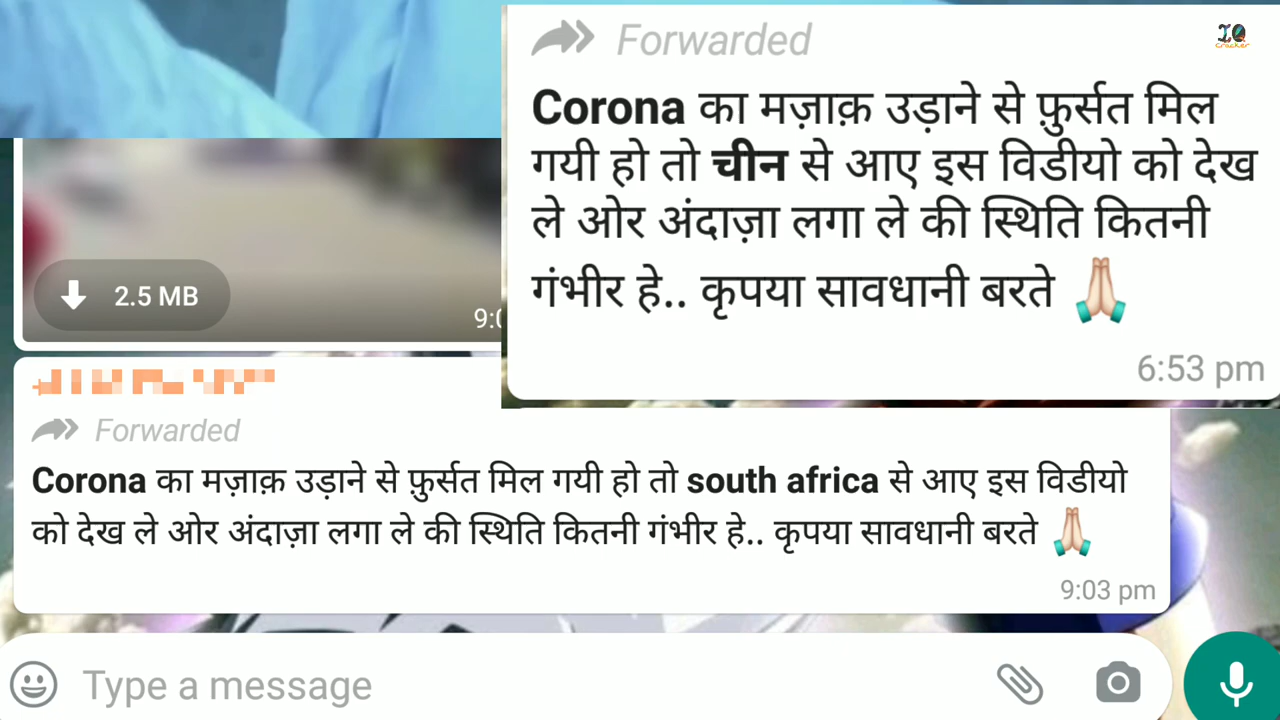 Forwarded
Corona का मज़ाक़ उड़ाने से फ़ुर्सत मिल
गयी हो तो चीन से आए इस विडीयो को देख
ले ओर अंदाज़ा लगा ले की स्थिति कितनी
गंभीर हे.. कृपया सावधानी बरते 🙏🏻
6:53 pm
IQ
Cracker
2.5 MB
Forwarded
Corona का मज़ाक़ उड़ाने से फ़ुर्सत मिल गयी हो तो south africa से आए इस विडीयो
को देख ले ओर अंदाज़ा लगा ले की स्थिति कितनी गंभीर हे.. कृपया सावधानी बरते 🙏🏻
9:03 pm
Type a message